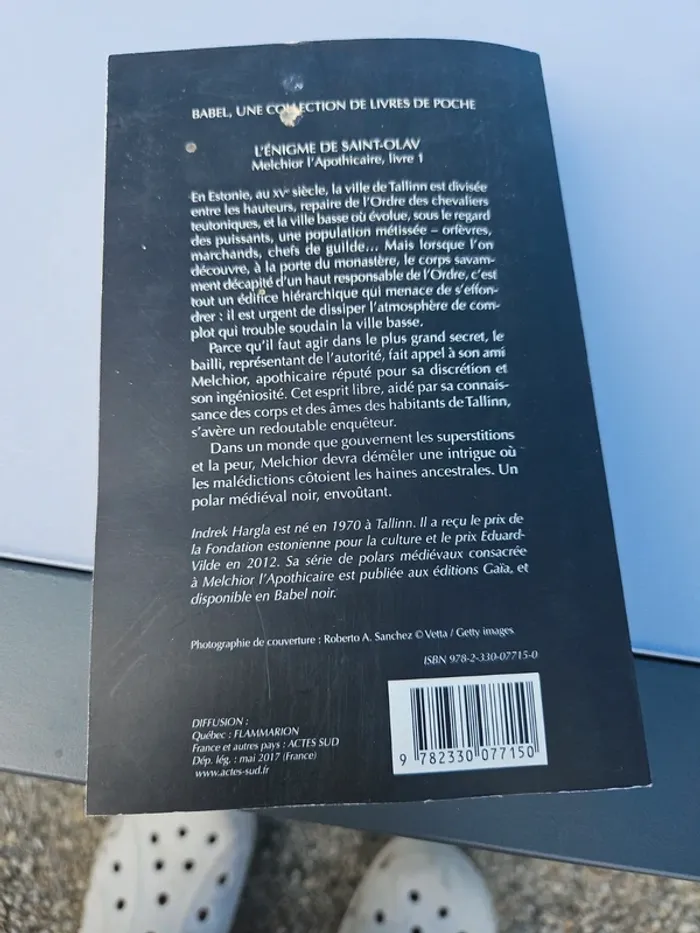 BABEL, UNE COLLECTION DE LIVRES DE POCHE
L'ÉNIGME DE SAINT-OLAV
Melchior l'Apothicaire, livre 1
En Estonie, au XVe siècle, la ville de Tallinn est divisée
entre les hauteurs, repaire de l'Ordre des chevaliers
teutoniques, et la ville basse où évolue, sous le regard
des puissants, une population métissée – orfèvres,
marchands, chefs de guilde... Mais lorsque l'on
découvre, à la porte du monastère, le corps savam-
ment décapité d'un haut responsable de l'Ordre, c'est
tout un édifice hiérarchique qui menace de s'effon-
drer : il est urgent de dissiper l'atmosphère de com-
plot qui trouble soudain la ville basse.
Parce qu'il faut agir dans le plus grand secret, le
bailli, représentant de l'autorité, fait appel à son ami
Melchior, apothicaire réputé pour sa discrétion et
son ingéniosité. Cet esprit libre, aidé par sa connais-
sance des corps et des âmes des habitants de Tallinn,
s'avère un redoutable enquêteur.
Dans un monde que gouvernent les superstitions
et la peur, Melchior devra démêler une intrigue où
les malédictions côtoient les haines ancestrales. Un
polar médiéval noir, envoûtant.
Indrek Hargla est né en 1970 à Tallinn. Il a reçu le prix de
la Fondation estonienne pour la culture et le prix Eduard-
Vilde en 2012. Sa série de polars médiévaux consacrée
à Melchior l'Apothicaire est publiée aux éditions Gaïa, et
disponible en Babel noir.
Photographie de couverture : Roberto A. Sanchez © Vetta / Getty images
ISBN 978-2-330-07715-0
DIFFUSION :
Québec : FLAMMARION
France et autres pays : ACTES SUD
Dép. lég. : mai 2017 (France)
www.actes-sud.fr
9 782330 077150